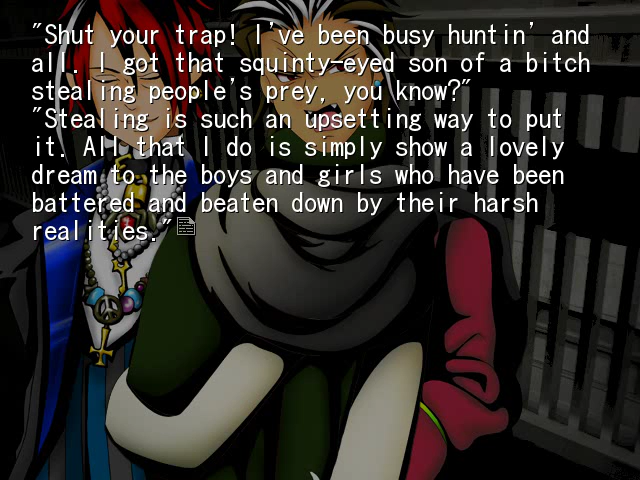 "Shut your trap! I've been busy huntin' and
all. I got that squinty-eyed son of a bitch
stealing people's prey, you know?"
"Stealing is such an upsetting way to put
it. All that I do is simply show a lovely
dream to the boys and girls who have been
battered and beaten down by their harsh
realities."